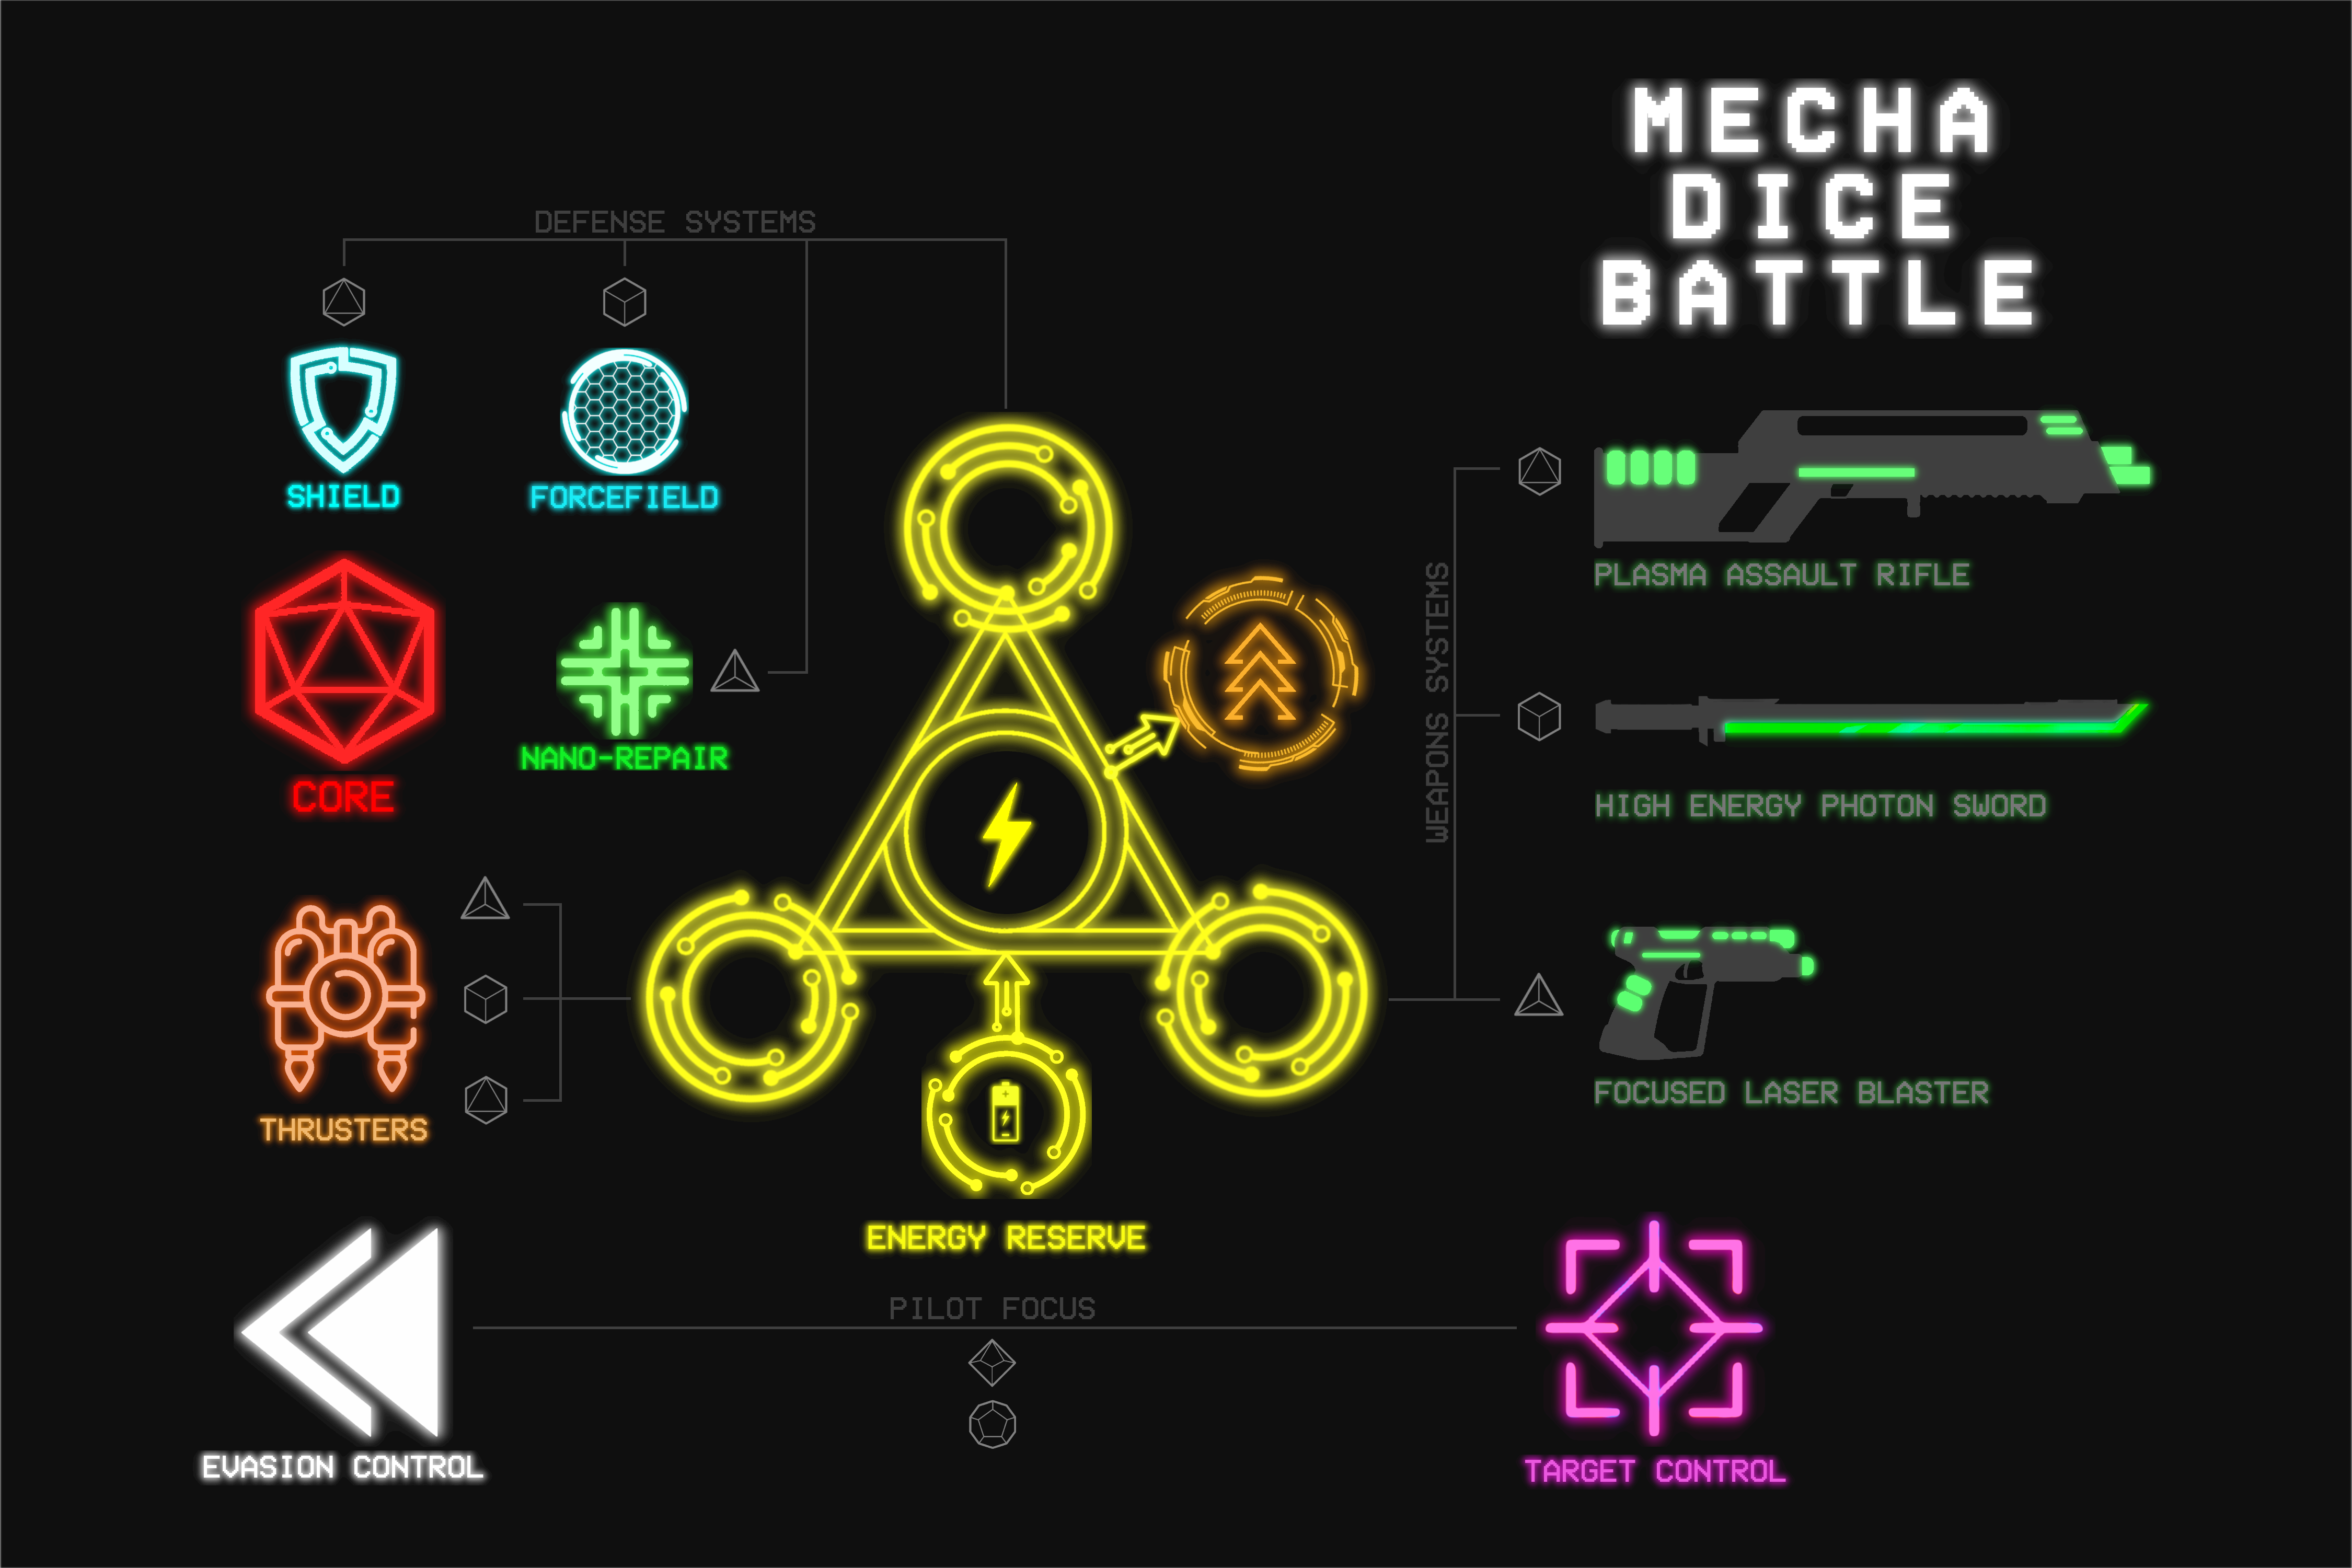 MECHA
DICE
BATTLE
DEFENSE SYSTEMS
SHIELD
FORCEFIELD
CORE
NANO-REPAIR
THRUSTERS
ENERGY RESERVE
WEAPONS SYSTEMS
PLASMA ASSAULT RIFLE
HIGH ENERGY PHOTON SWORD
FOCUSED LASER BLASTER
PILOT FOCUS
EVASION CONTROL
TARGET CONTROL